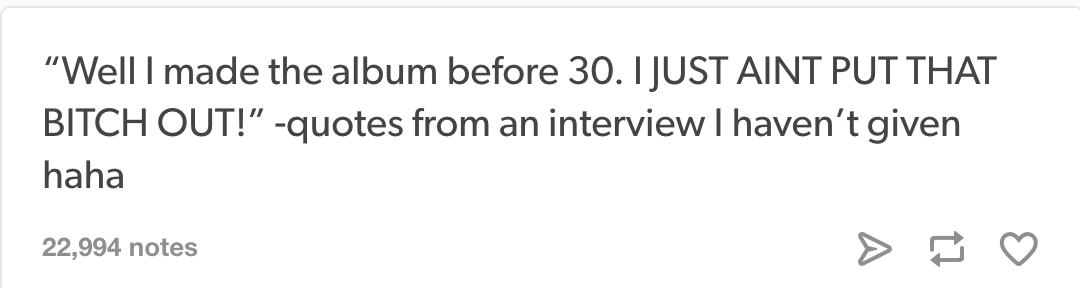 “Well I made the album before 30. I JUST AINT PUT THAT
BITCH OUT!” -quotes from an interview I haven’t given
haha
22,994 notes